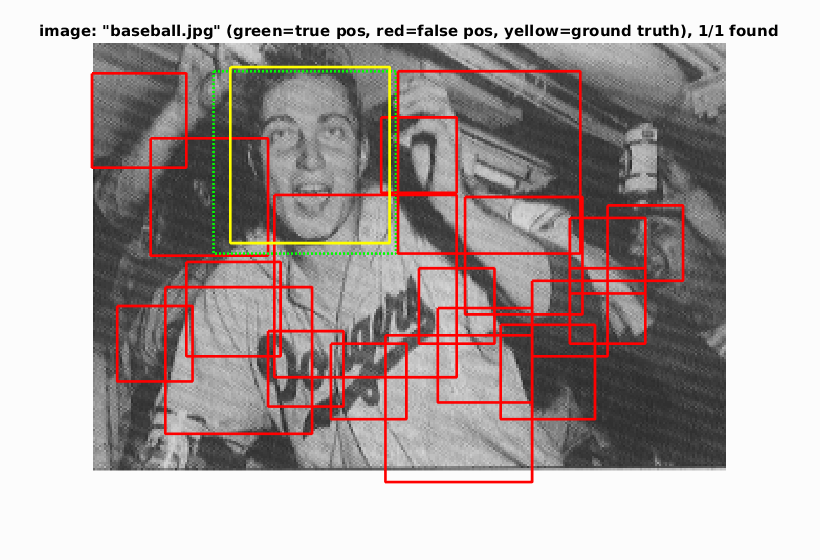 image: "baseball.jpg" (green=true pos, red=false pos, yellow=ground truth), 1/1 found